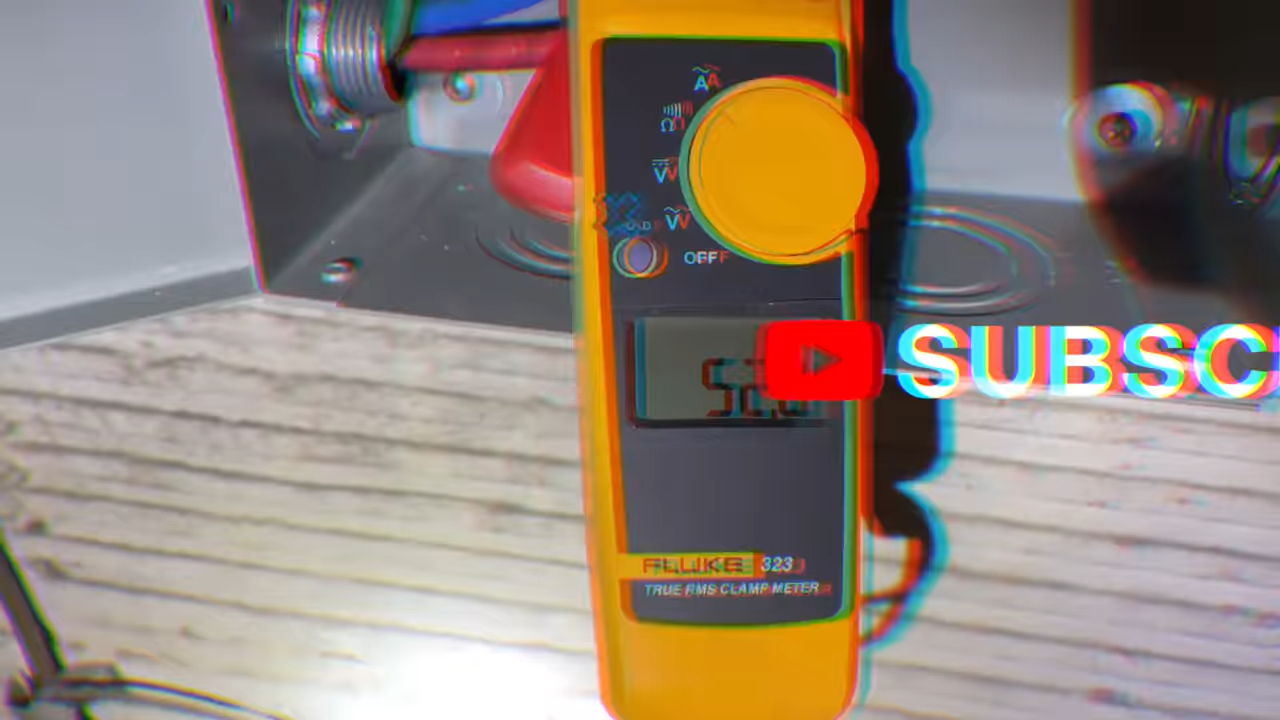 Ã
Ω
V
Ṽ
OFF
SUBSC
FLUKE 323
TRUE RMS CLAMP METER